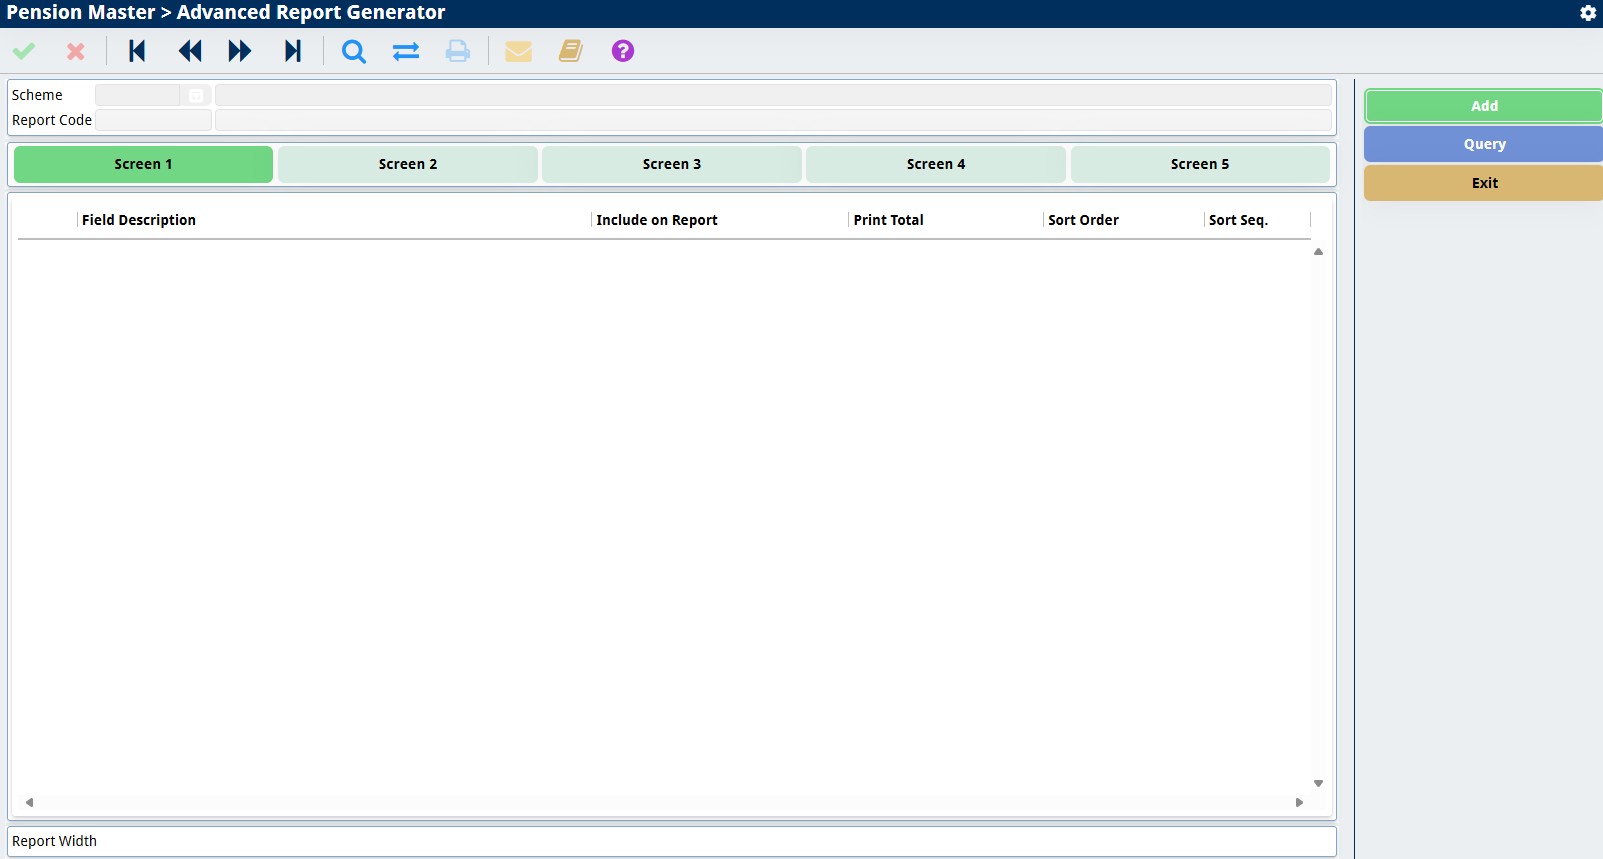 Pension Master > Advanced Report Generator
?
Scheme
Report Code
Add
Query
Exit
Screen 1 Screen 2 Screen 3 Screen 4 Screen 5
Field Description Include on Report Print Total Sort Order Sort Seq.
Report Width